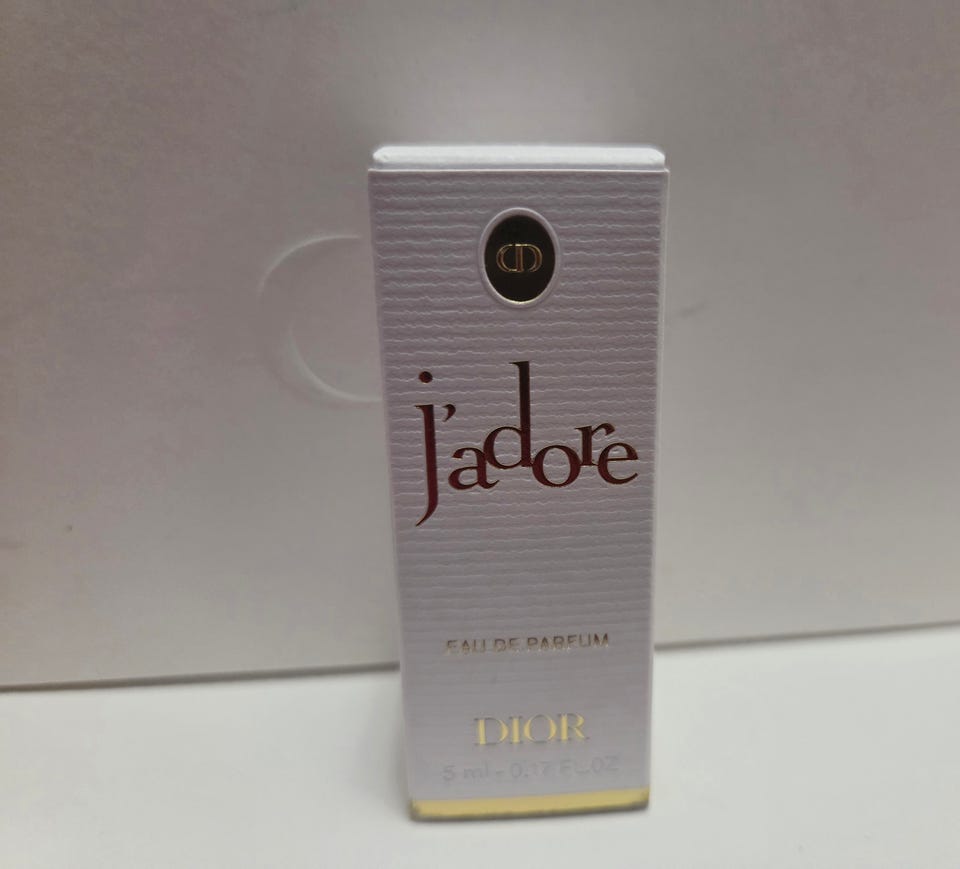 CD
j'adore
EAU DE PARFUM
DIOR
5 ml - 0.17 FL.OZ